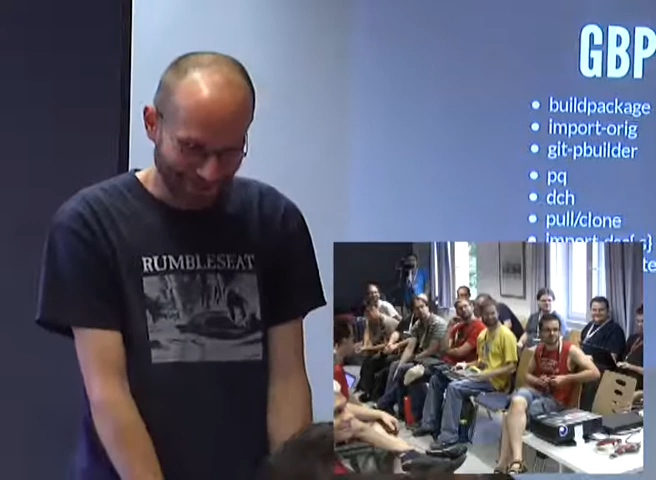 GBP
buildpackage
import-orig
git-pbuilder
pq
dch
pull/clone
RUMBLESEAT